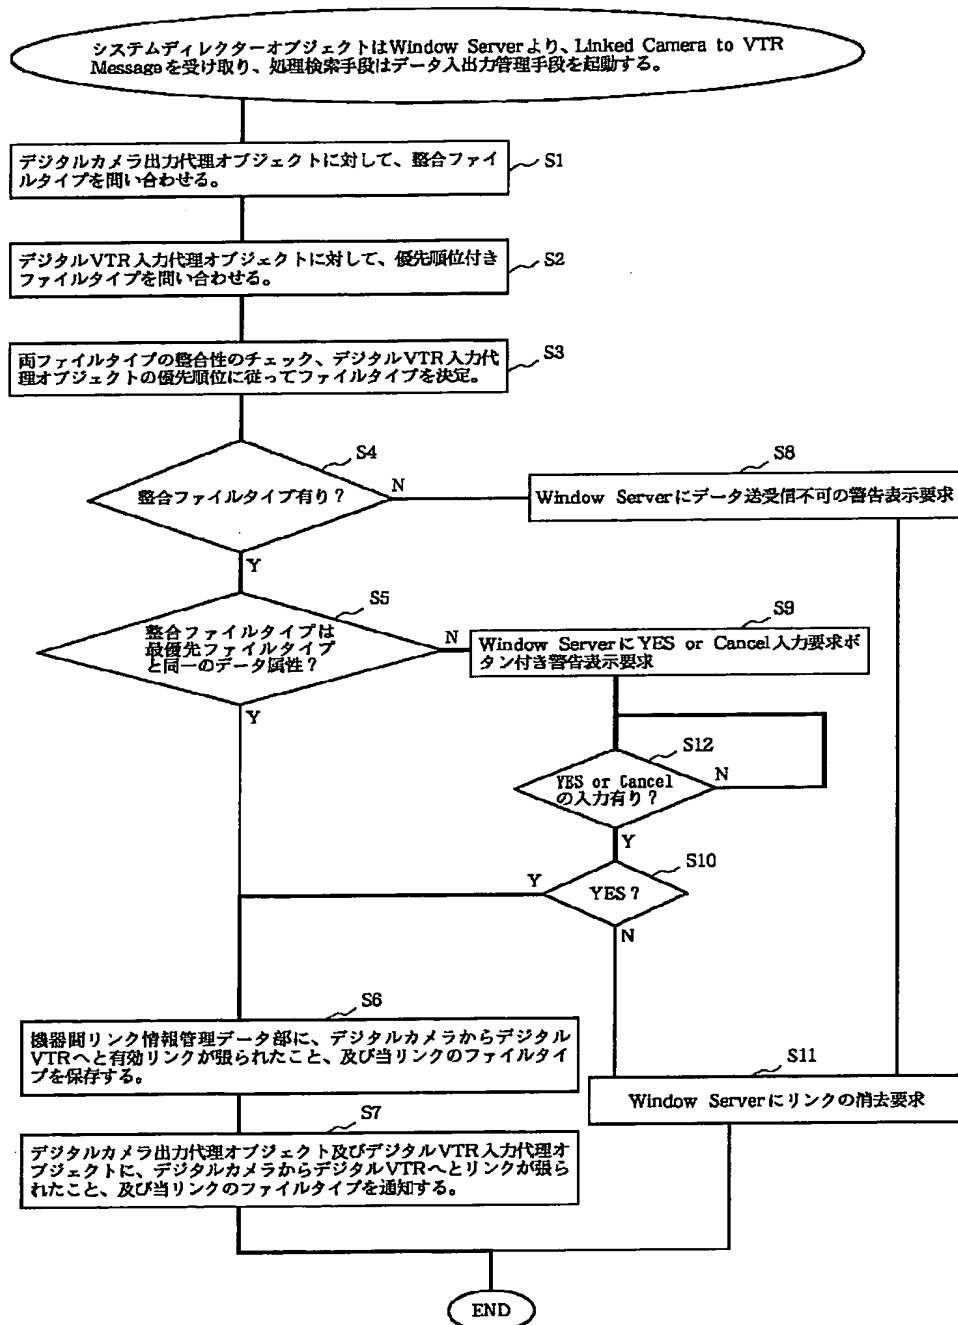 システムディレクターオブジェクトはWindow Serverより、Linked Camera to VTR
Messageを受け取り、処理検索手段はデータ入出力管理手段を起動する。
デジタルカメラ出力代理オブジェクトに対して、整合ファイ
ルタイプを問い合わせる。
S1
デジタルVTR入力代理オブジェクトに対して、優先順位付き
ファイルタイプを問い合わせる。
S2
両ファイルタイプの整合性のチェック、デジタルVTR入力代
理オブジェクトの優先順位に従ってファイルタイプを決定。
S3
S4
整合ファイルタイプ有り?
N
Y
S8
Window Serverにデータ送受信不可の警告表示要求
S5
整合ファイルタイプは
最優先ファイルタイプ
と同一のデータ属性?
N
Y
S9
Window ServerにYES or Cancel入力要求ボ
タン付き警告表示要求
S12
YES or Cancel
の入力有り?
N
Y
S10
YES?
Y
N
S6
機器間リンク情報管理データ部に、デジタルカメラからデジタル
VTRへと有効リンクが張られたこと、及び当リンクのファイルタイ
プを保存する。
S11
Window Serverにリンクの消去要求
S7
デジタルカメラ出力代理オブジェクト及びデジタルVTR入力代理オ
ブジェクトに、デジタルカメラからデジタルVTRへとリンクが張ら
れたこと、及び当リンクのファイルタイプを通知する。
END